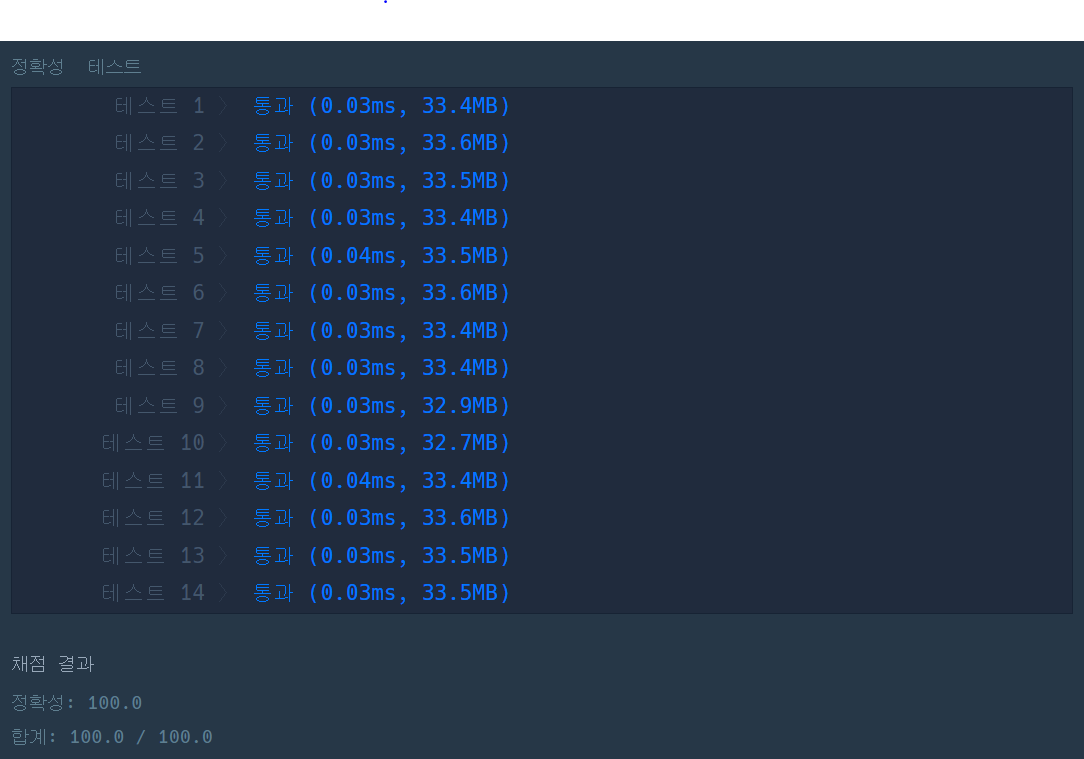 정확성 테스트
테스트 1 〉 통과 (0.03ms, 33.4MB)
테스트 2 〉 통과 (0.03ms, 33.6MB)
테스트 3 〉 통과 (0.03ms, 33.5MB)
테스트 4 〉 통과 (0.03ms, 33.4MB)
테스트 5 〉 통과 (0.04ms, 33.5MB)
테스트 6 〉 통과 (0.03ms, 33.6MB)
테스트 7 〉 통과 (0.03ms, 33.4MB)
테스트 8 〉 통과 (0.03ms, 33.4MB)
테스트 9 〉 통과 (0.03ms, 32.9MB)
테스트 10 〉 통과 (0.03ms, 32.7MB)
테스트 11 〉 통과 (0.04ms, 33.4MB)
테스트 12 〉 통과 (0.03ms, 33.6MB)
테스트 13 〉 통과 (0.03ms, 33.5MB)
테스트 14 〉 통과 (0.03ms, 33.5MB)
채점 결과
정확성: 100.0
합계: 100.0 / 100.0